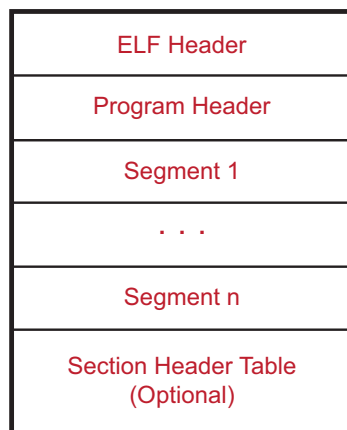 ELF Header
Program Header
Segment 1
. . .
Segment n
Section Header Table
(Optional)